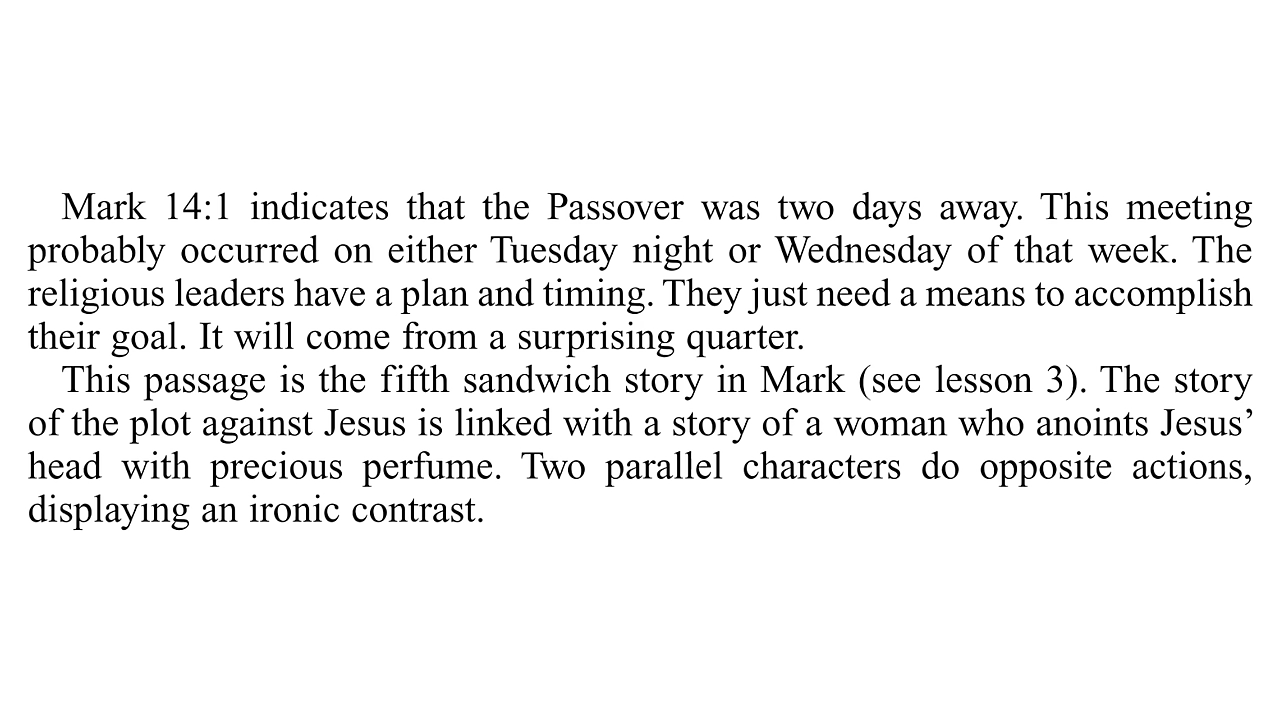 Mark 14:1 indicates that the Passover was two days away. This meeting
probably occurred on either Tuesday night or Wednesday of that week. The
religious leaders have a plan and timing. They just need a means to accomplish
their goal. It will come from a surprising quarter.
This passage is the fifth sandwich story in Mark (see lesson 3). The story
of the plot against Jesus is linked with a story of a woman who anoints Jesus’
head with precious perfume. Two parallel characters do opposite actions,
displaying an ironic contrast.